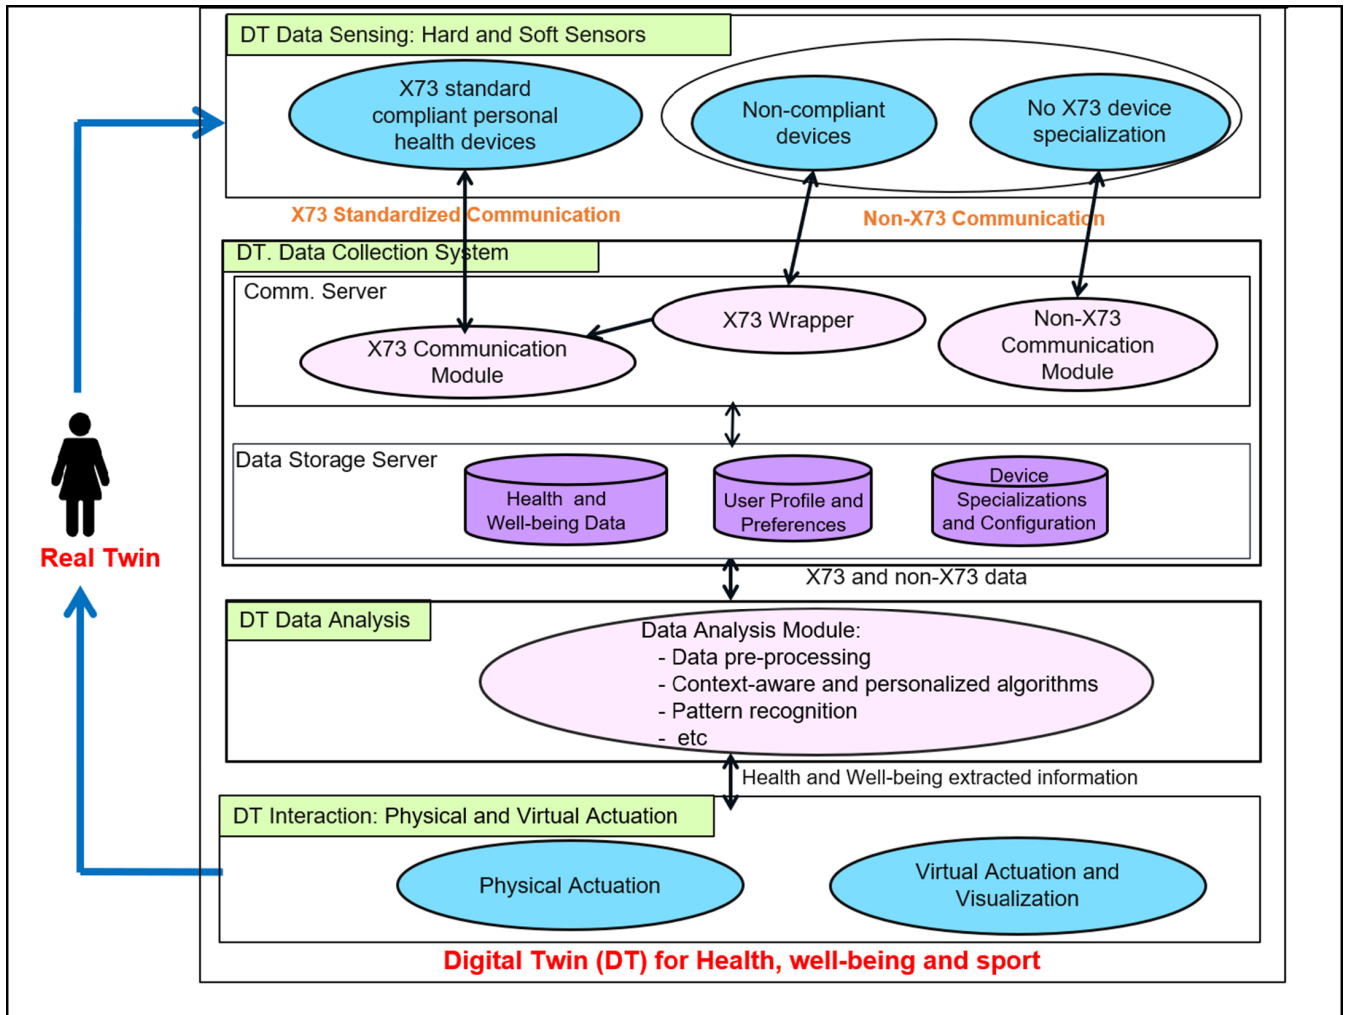 DT Data Sensing: Hard and Soft Sensors
X73 standard
compliant personal
health devices
Non-compliant
devices
No X73 device
specialization
X73 Standardized Communication
Non-X73 Communication
DT. Data Collection System
Comm. Server
X73 Communication
Module
X73 Wrapper
Non-X73
Communication
Module
Data Storage Server
Health and
Well-being Data
User Profile and
Preferences
Device
Specializations
and Configuration
Real Twin
X73 and non-X73 data
DT Data Analysis
Data Analysis Module:
- Data pre-processing
- Context-aware and personalized algorithms
- Pattern recognition
- etc
Health and Well-being extracted information
DT Interaction: Physical and Virtual Actuation
Physical Actuation
Virtual Actuation and
Visualization
Digital Twin (DT) for Health, well-being and sport